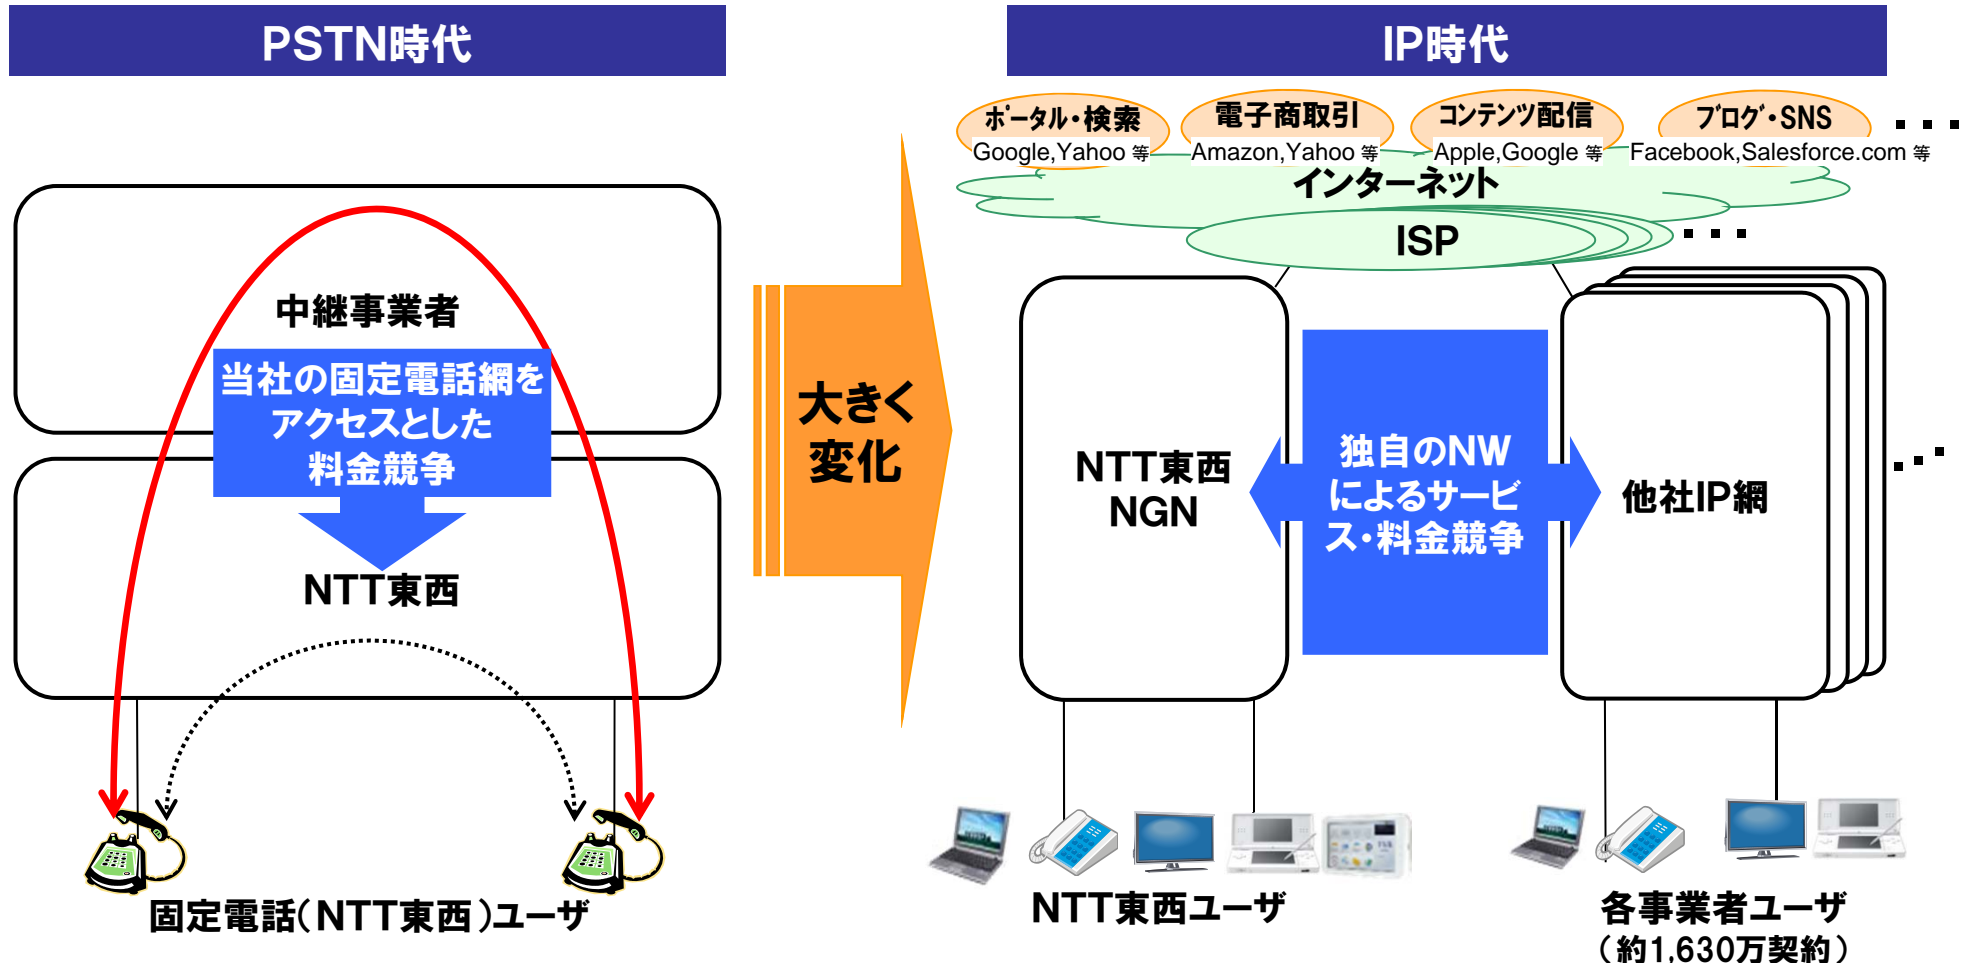 PSTN時代
中継事業者
当社の固定電話網を
アクセスとした
料金競争
NTT東西
固定電話(NTT東西)ユーザ
大きく
変化
IP時代
ポータル・検索
Google,Yahoo 等
電子商取引
Amazon,Yahoo 等
コンテンツ配信
Apple,Google 等
ブログ・SNS
Facebook,Salesforce.com 等
・・・
インターネット
ISP
・・・
NTT東西
NGN
独自のNW
によるサービ
ス・料金競争
他社IP網
・・・
NTT東西ユーザ
各事業者ユーザ
(約1,630万契約)